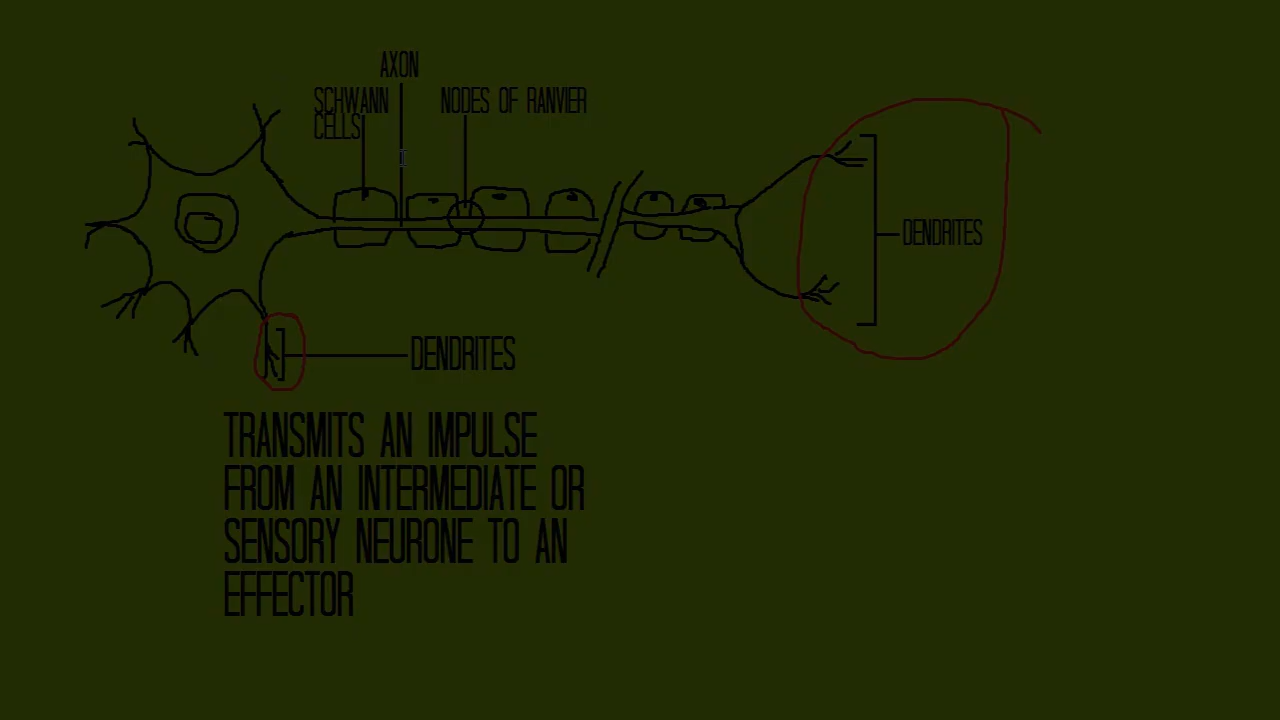 AXON
SCHWANN
CELLS
NODES OF RANVIER
DENDRITES
DENDRITES
TRANSMITS AN IMPULSE
FROM AN INTERMEDIATE OR
SENSORY NEURONE TO AN
EFFECTOR